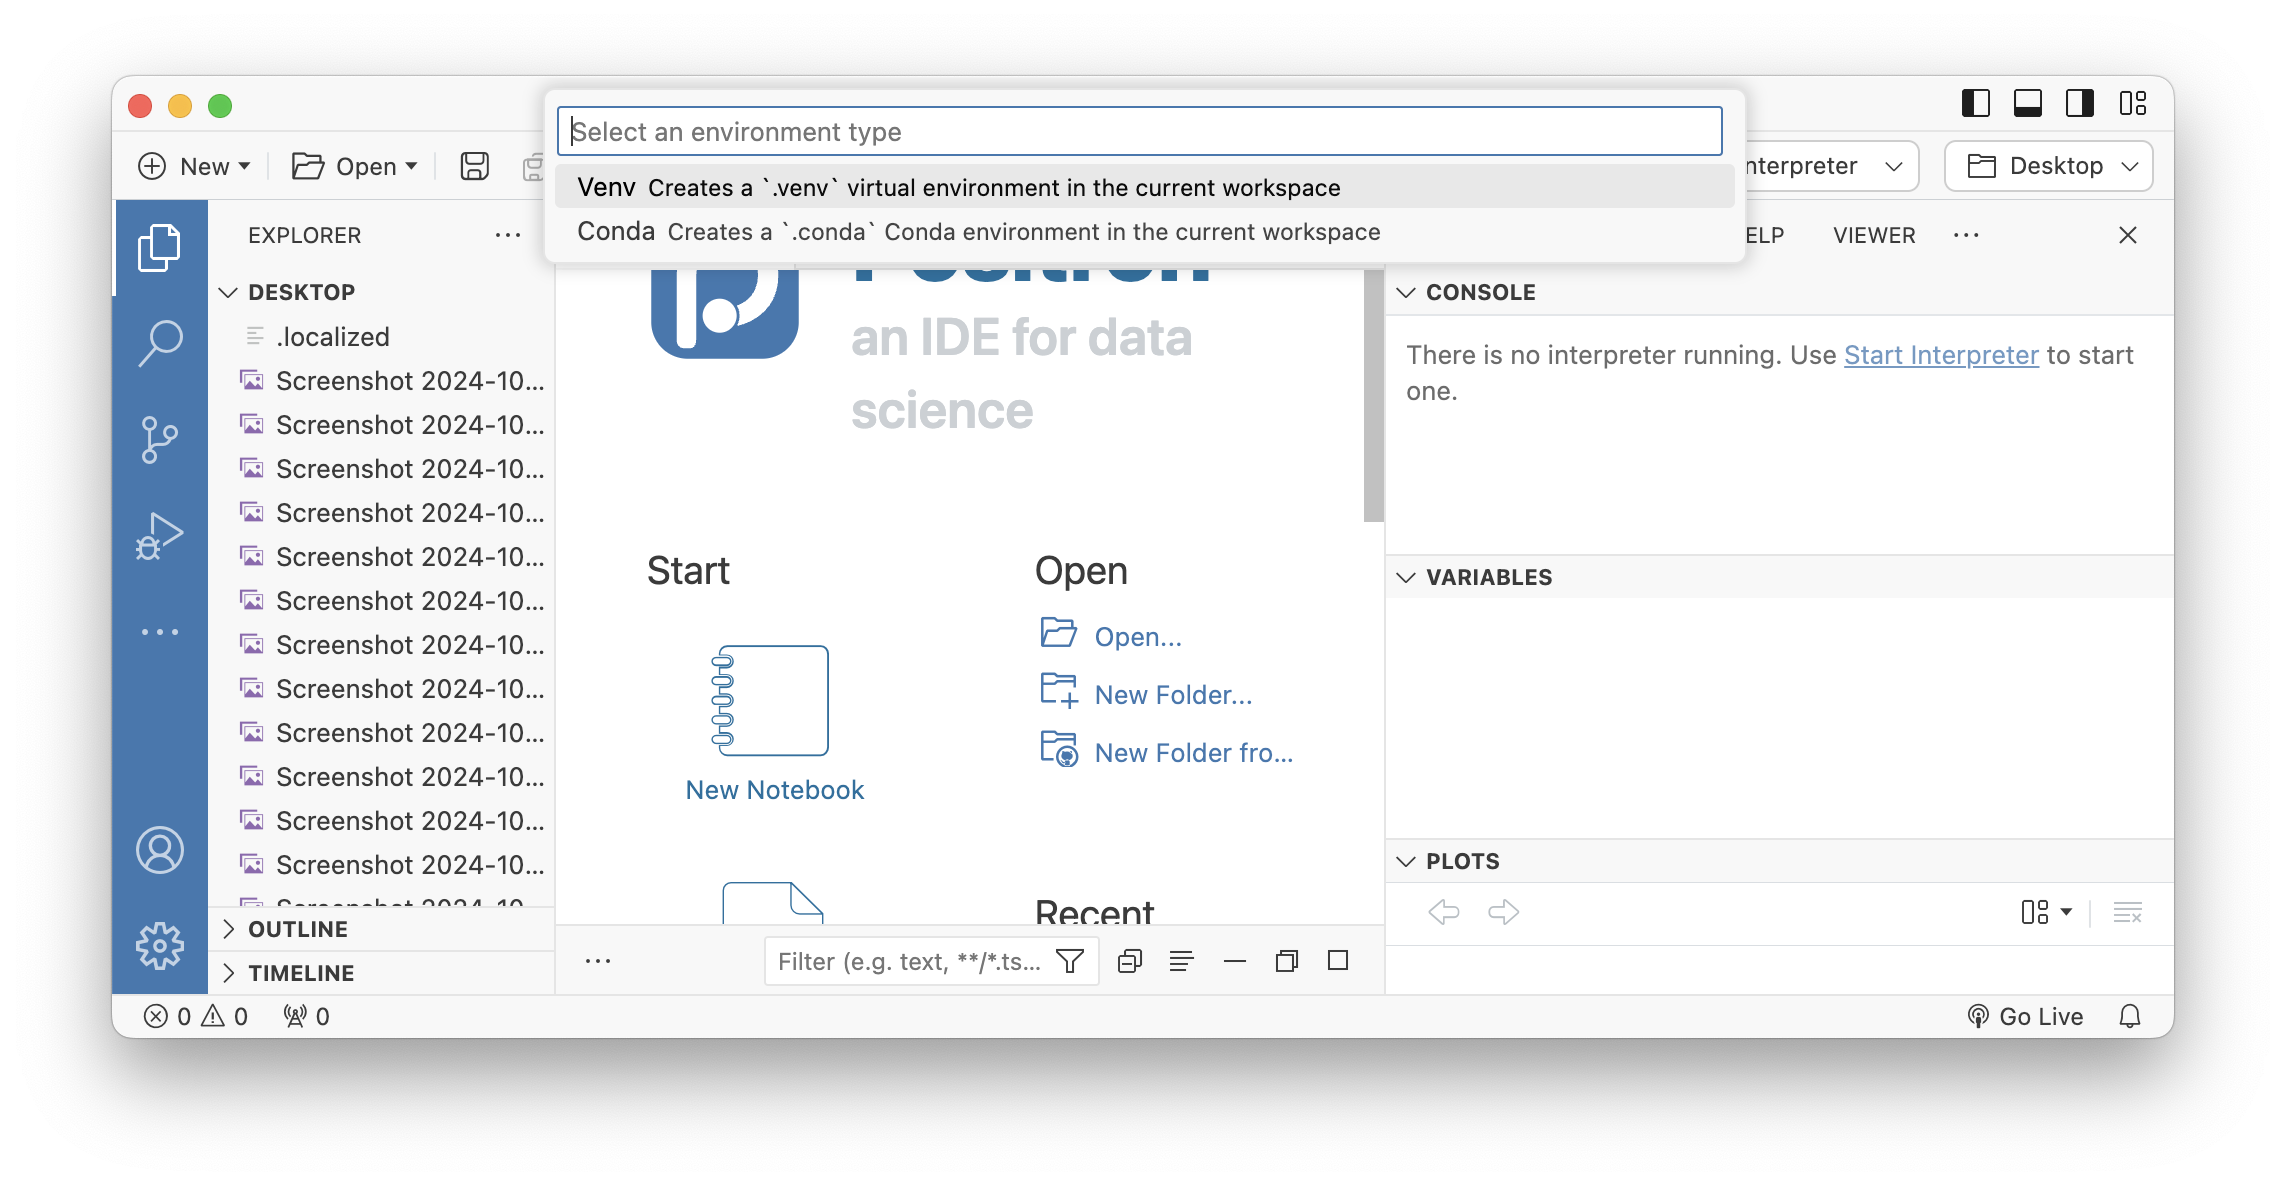 Select an environment type
Venv Creates a `.venv` virtual environment in the current workspace
Conda Creates a `.conda` Conda environment in the current workspace
New
Open
Desktop
EXPLORER
VIEWER
DESKTOP
.localized
Screenshot 2024-10...
Screenshot 2024-10...
Screenshot 2024-10...
Screenshot 2024-10...
Screenshot 2024-10...
Screenshot 2024-10...
Screenshot 2024-10...
Screenshot 2024-10...
Screenshot 2024-10...
Screenshot 2024-10...
Screenshot 2024-10...
Screenshot 2024-10...
OUTLINE
TIMELINE
an IDE for data
science
Start
New Notebook
Open
Open...
New Folder...
New Folder fro...
Recent
Filter (e.g. text, **/*.ts...
CONSOLE
There is no interpreter running. Use Start Interpreter to start
one.
VARIABLES
PLOTS
0 0 0
Go Live